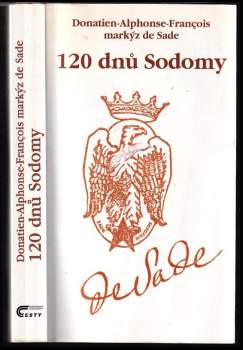 Donatien-Alphonse-François markýz de Sade
120 dnů Sodomy
CESTY
Donatien-Alphonse-François
markýz de Sade
120 dnů Sodomy
de Sade